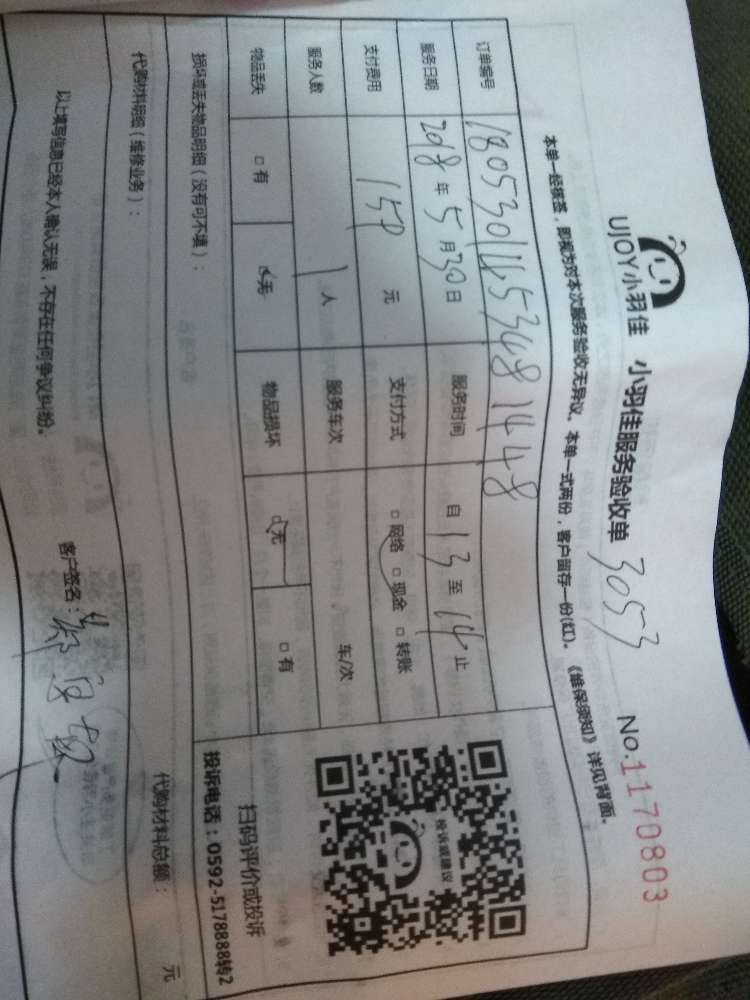 UJOY小羽佳 小羽佳服务验收单 3053 No.1170803
本单一经签签，即视为对本次服务验收无异议。本单一式两份，客户留存一份(红)。《维保须知》详见背面。
订单编号
服务日期 2018年5月30日 服务时间 自13至14止
支付费用 150元 支付方式 □网络 □现金 □转账
服务人数 1人 服务车次 车/次
物品丢失 □有 □无 物品损坏 □无 □有
损坏或丢失物品明细（没有可不填）：
投诉或建议
扫码评价或投诉
投诉电话：0592-5178888转2
代购材料明细（维修业务）： 代购材料总额： 元
以上填写信息已经本人确认无误，不存在任何争议纠纷。 客户签名：